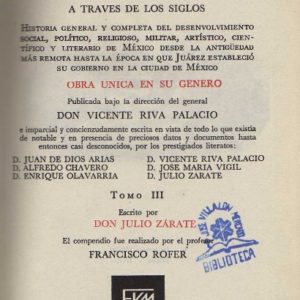 A TRAVES DE LOS SIGLOS
HISTORIA GENERAL Y COMPLETA DEL DESENVOLVIMIENTO
SOCIAL, POLÍTICO, RELIGIOSO, MILITAR, ARTÍSTICO, CIEN-
TÍFICO Y LITERARIO DE MÉXICO DESDE LA ANTIGÜEDAD
MÁS REMOTA HASTA LA ÉPOCA EN QUE JUÁREZ ESTABLECIÓ
SU GOBIERNO EN LA CIUDAD DE MÉXICO
OBRA UNICA EN SU GENERO
Publicada bajo la dirección del general
DON VICENTE RIVA PALACIO
e imparcial y concienzudamente escrita en vista de todo lo que existía
de notable y en presencia de preciosos datos y documentos hasta
entonces casi desconocidos, por los prestigiados literatos:
D. JUAN DE DIOS ARIAS D. VICENTE RIVA PALACIO
D. ALFREDO CHAVERO D. JOSE MARIA VIGIL
D. ENRIQUE OLAVARRIA D. JULIO ZARATE
TOMO III
Escrito por
DON JULIO ZÁRATE
El compendio fue realizado por el profesor
FRANCISCO ROFER
BIBLIOTECA